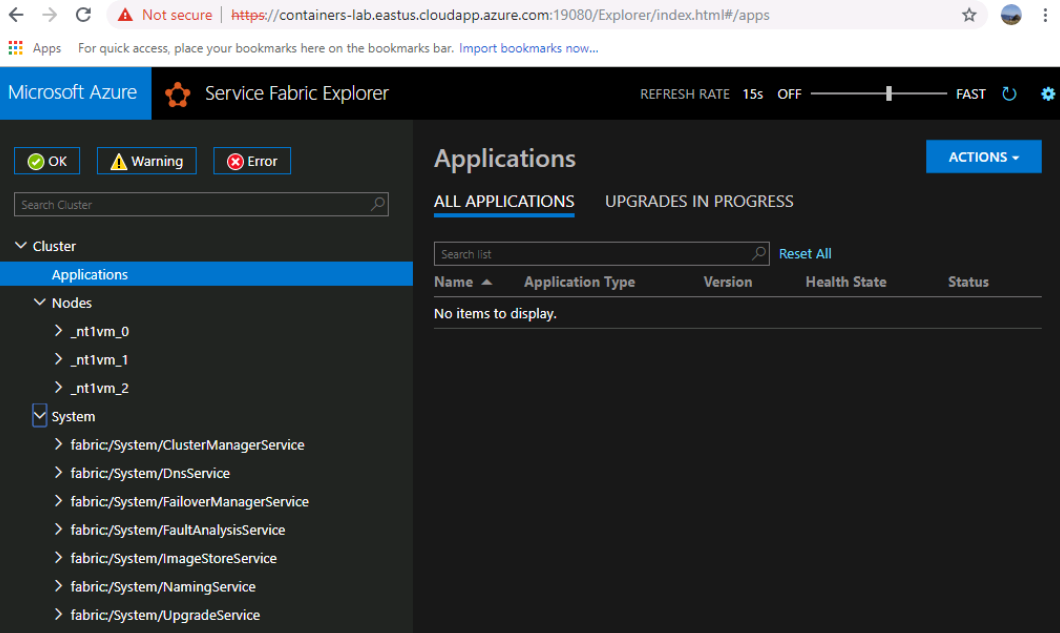 Not secure | https://containers-lab.eastus.cloudapp.azure.com:19080/Explorer/index.html#/apps
Apps For quick access, place your bookmarks here on the bookmarks bar. Import bookmarks now...
Microsoft Azure Service Fabric Explorer REFRESH RATE 15s OFF FAST
OK Warning Error
Search Cluster
Cluster
Applications
Nodes
_nt1vm_0
_nt1vm_1
_nt1vm_2
System
fabric:/System/ClusterManagerService
fabric:/System/DnsService
fabric:/System/FailoverManagerService
fabric:/System/FaultAnalysisService
fabric:/System/ImageStoreService
fabric:/System/NamingService
fabric:/System/UpgradeService
Applications
ACTIONS
ALL APPLICATIONS UPGRADES IN PROGRESS
Search list Reset All
Name Application Type Version Health State Status
No items to display.